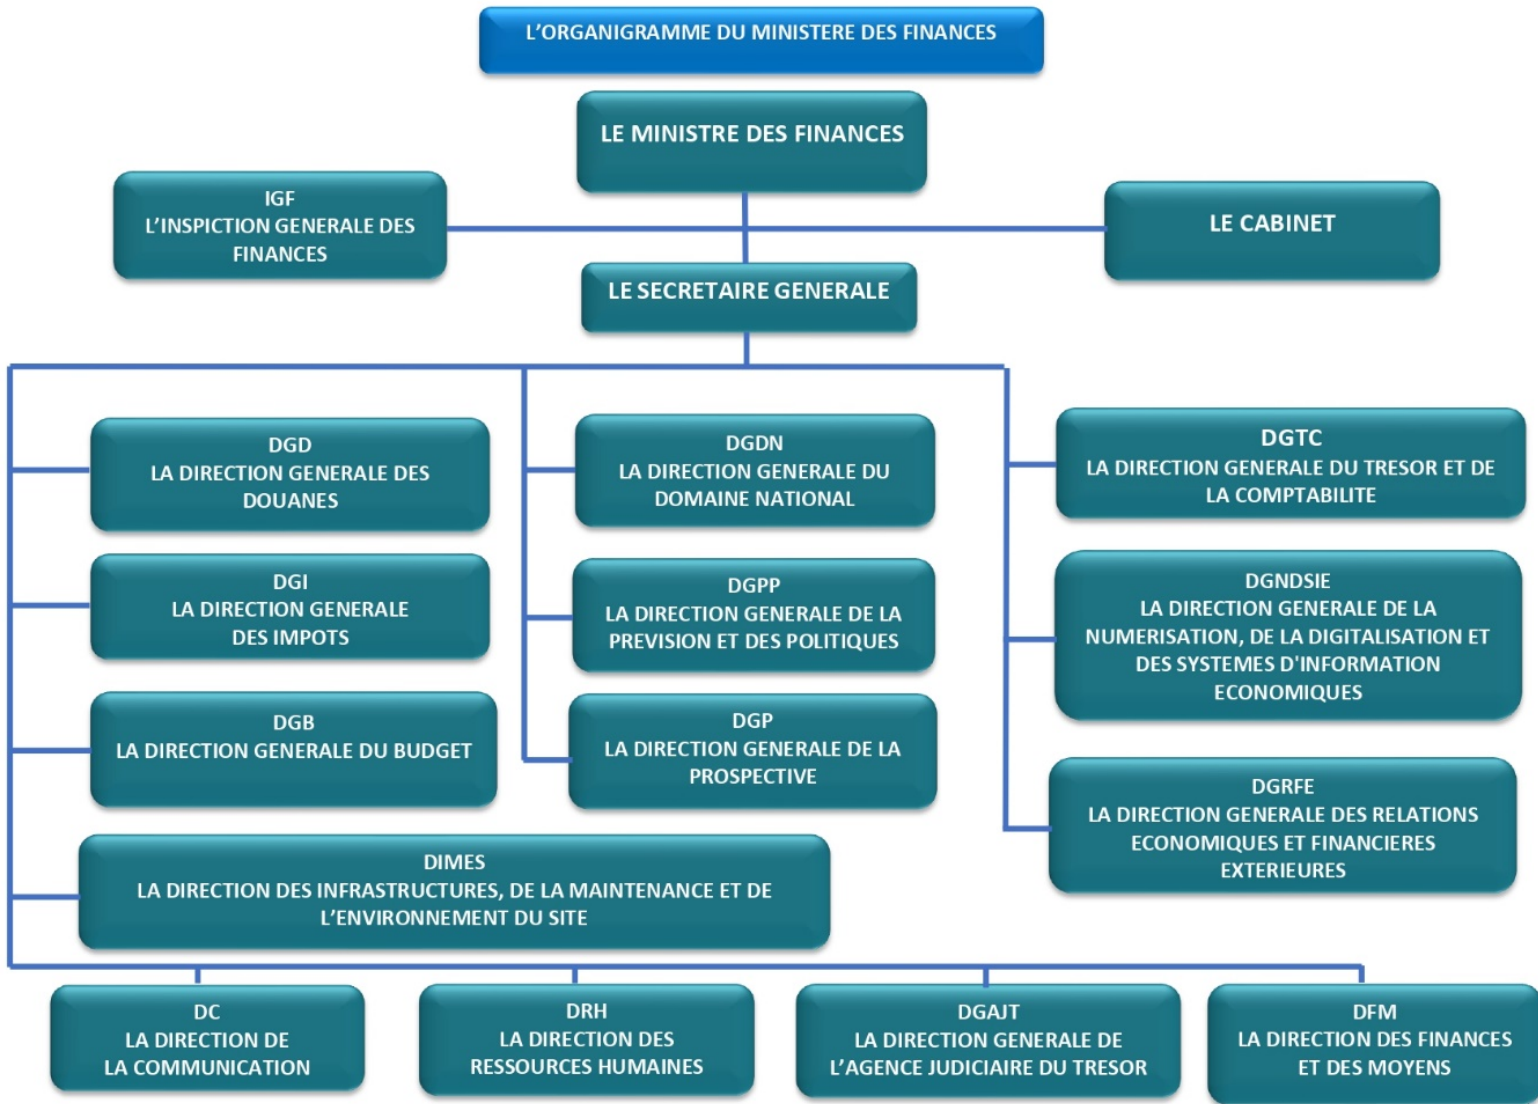 L'ORGANIGRAMME DU MINISTERE DES FINANCES
LE MINISTRE DES FINANCES
IGF
L'INSPICTION GENERALE DES
FINANCES
LE CABINET
LE SECRETAIRE GENERALE
DGD
LA DIRECTION GENERALE DES
DOUANES
DGDN
LA DIRECTION GENERALE DU
DOMAINE NATIONAL
DGTC
LA DIRECTION GENERALE DU TRESOR ET DE
LA COMPTABILITE
DGI
LA DIRECTION GENERALE
DES IMPOTS
DGPP
LA DIRECTION GENERALE DE LA
PREVISION ET DES POLITIQUES
DGNDSIE
LA DIRECTION GENERALE DE LA
NUMERISATION, DE LA DIGITALISATION ET
DES SYSTEMES D'INFORMATION
ECONOMIQUES
DGB
LA DIRECTION GENERALE DU BUDGET
DGP
LA DIRECTION GENERALE DE LA
PROSPECTIVE
DGRFE
LA DIRECTION GENERALE DES RELATIONS
ECONOMIQUES ET FINANCIERES
EXTERIEURES
DIMES
LA DIRECTION DES INFRASTRUCTURES, DE LA MAINTENANCE ET DE
L'ENVIRONNEMENT DU SITE
DC
LA DIRECTION DE
LA COMMUNICATION
DRH
LA DIRECTION DES
RESSOURCES HUMAINES
DGAJT
LA DIRECTION GENERALE DE
L'AGENCE JUDICIAIRE DU TRESOR
DFM
LA DIRECTION DES FINANCES
ET DES MOYENS